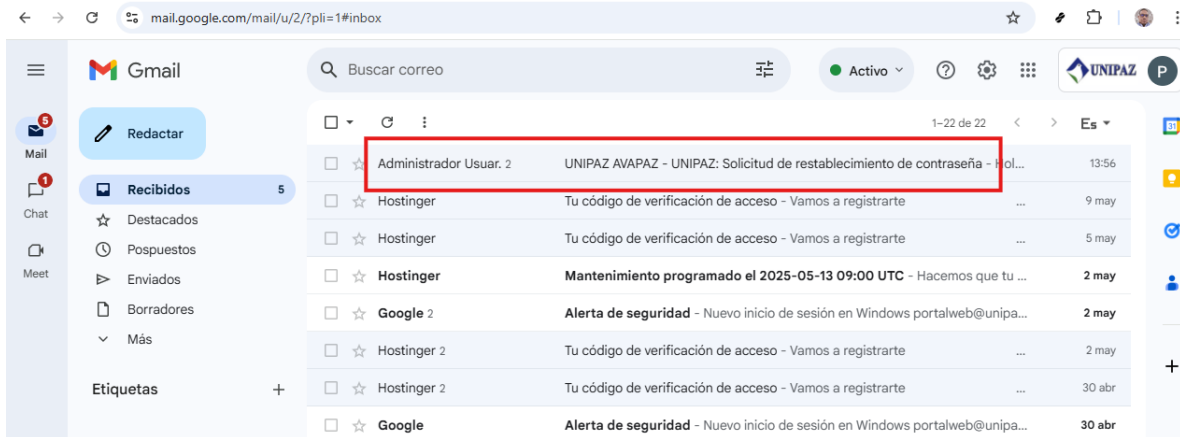 mail.google.com/mail/u/2/?pli=1#inbox
Gmail
Buscar correo
Activo
UNIPAZ
P
5
Mail
1
Chat
Meet
Redactar
Recibidos 5
Destacados
Pospuestos
Enviados
Borradores
Más
Etiquetas
1–22 de 22
Es
31
Administrador Usuar. 2 UNIPAZ AVAPAZ - UNIPAZ: Solicitud de restablecimiento de contraseña - Hol... 13:56
Hostinger Tu código de verificación de acceso - Vamos a registrarte ... 9 may
Hostinger Tu código de verificación de acceso - Vamos a registrarte ... 5 may
Hostinger Mantenimiento programado el 2025-05-13 09:00 UTC - Hacemos que tu ... 2 may
Google 2 Alerta de seguridad - Nuevo inicio de sesión en Windows portalweb@unipa... 2 may
Hostinger 2 Tu código de verificación de acceso - Vamos a registrarte ... 2 may
Hostinger 2 Tu código de verificación de acceso - Vamos a registrarte ... 30 abr
Google Alerta de seguridad - Nuevo inicio de sesión en Windows portalweb@unipa... 30 abr